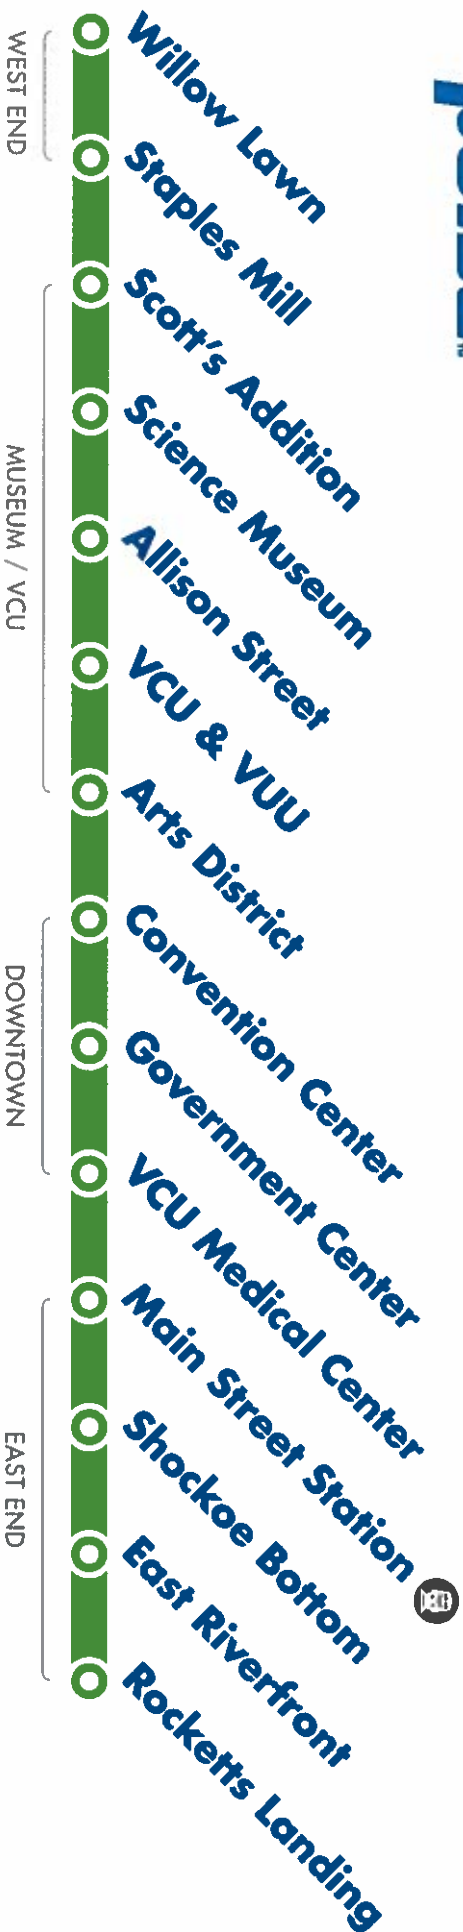 Willow Lawn
Staples Mill
Scott's Addition
Science Museum
Allison Street
VCU & VUU
Arts District
Convention Center
Government Center
VCU Medical Center
Main Street Station
Shockoe Bottom
East Riverfront
Rocketts Landing
WEST END
MUSEUM / VCU
DOWNTOWN
EAST END